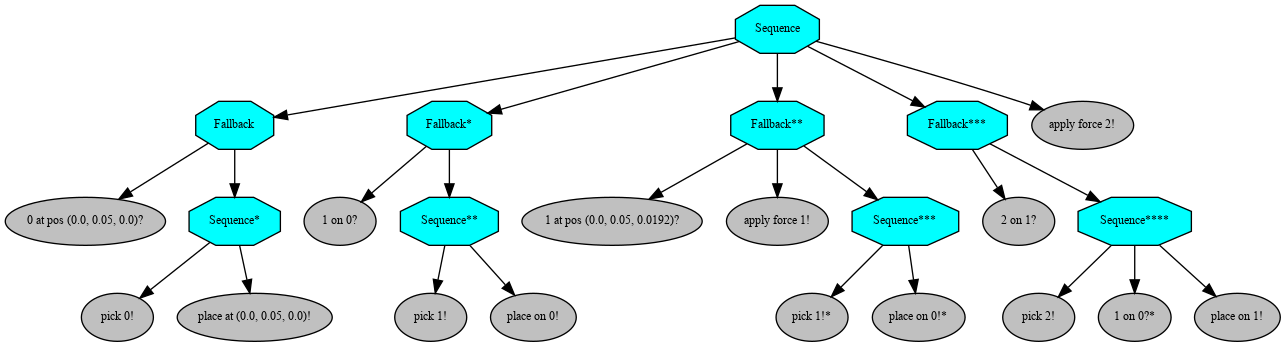 Sequence
Fallback
Fallback*
Fallback**
Fallback***
apply force 2!
0 at pos (0.0, 0.05, 0.0)?
Sequence*
1 on 0?
Sequence**
1 at pos (0.0, 0.05, 0.0192)?
apply force 1!
Sequence***
2 on 1?
Sequence****
pick 0!
place at (0.0, 0.05, 0.0)!
pick 1!
place on 0!
pick 1!*
place on 0!*
pick 2!
1 on 0?*
place on 1!